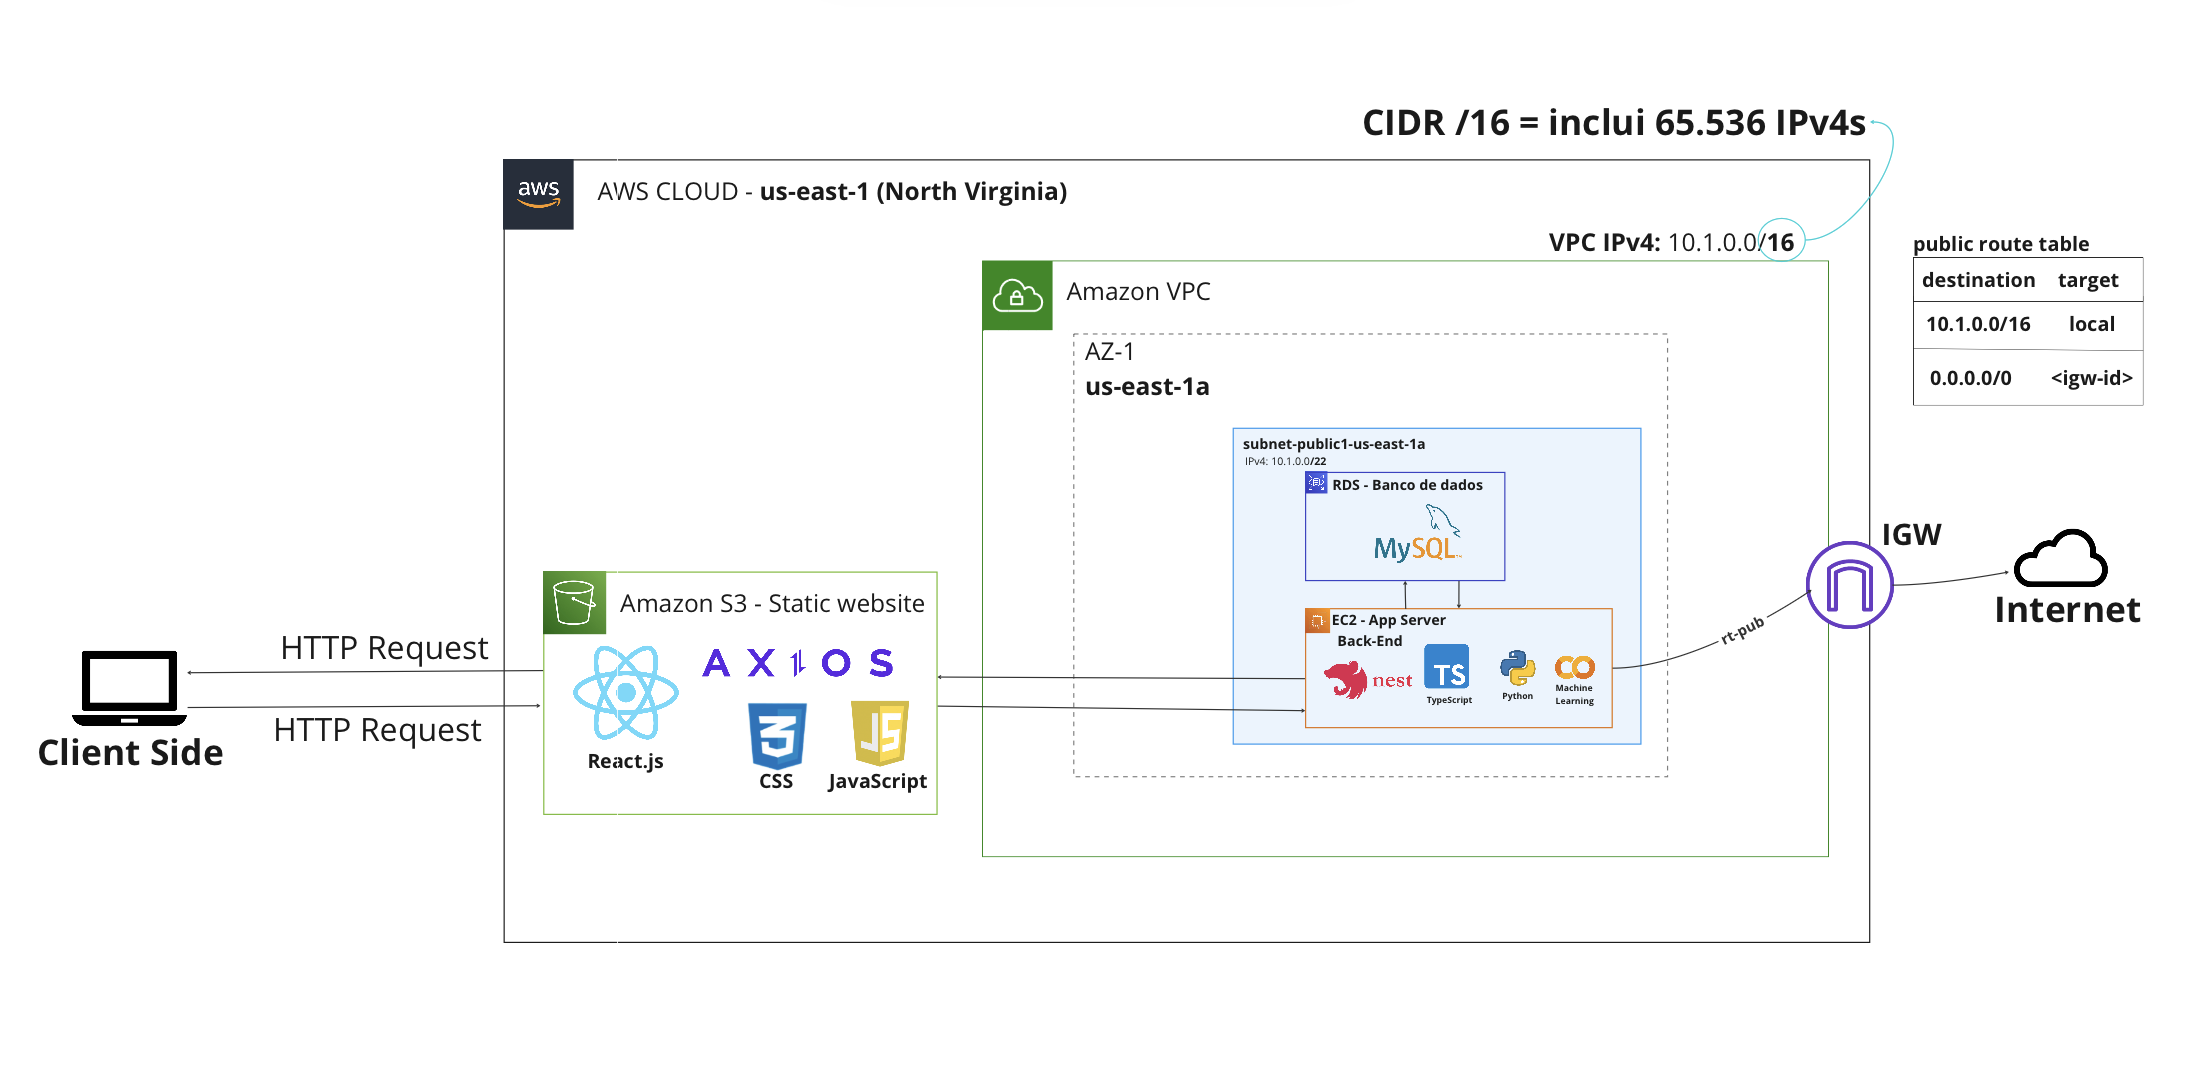 CIDR /16 = inclui 65.536 IPv4s
aws
AWS CLOUD - us-east-1 (North Virginia)
VPC IPv4: 10.1.0.0/16
public route table
destination target
10.1.0.0/16 local
0.0.0.0/0 <igw-id>
Amazon VPC
AZ-1
us-east-1a
subnet-public1-us-east-1a
IPv4: 10.1.0.0/22
RDS - Banco de dados
MySQL
IGW
Internet
rt-pub
EC2 - App Server
Back-End
nest
TS
TypeScript
Python
CO
Machine
Learning
Amazon S3 - Static website
AXIOS
React.js
3
CSS
JS
JavaScript
HTTP Request
HTTP Request
Client Side